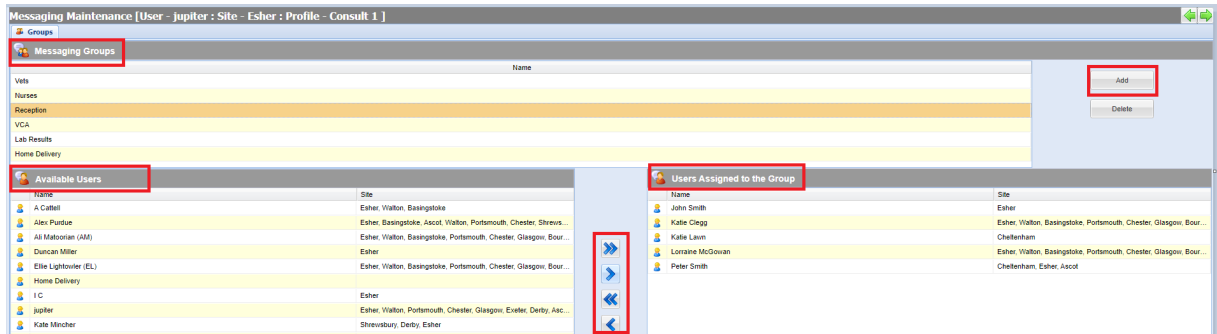 Messaging Maintenance [User - jupiter : Site - Esher : Profile - Consult 1 ]
Groups
Messaging Groups
Name
Vets
Nurses
Reception
VCA
Lab Results
Home Delivery
Add
Delete
Available Users
Name Site
A Cattell Esher, Walton, Basingstoke
Alex Purdue Esher, Basingstoke, Ascot, Walton, Portsmouth, Chester, Shrews...
Ali Matoorian (AM) Esher, Walton, Basingstoke, Portsmouth, Chester, Glasgow, Bour...
Duncan Miller Esher
Ellie Lightowler (EL) Esher, Walton, Basingstoke, Portsmouth, Chester, Glasgow, Bour...
Home Delivery
I C Esher
jupiter Esher, Walton, Portsmouth, Chester, Glasgow, Exeter, Derby, Asc...
Kate Mincher Shrewsbury, Derby, Esher
Users Assigned to the Group
Name Site
John Smith Esher
Katie Clegg Esher, Walton, Basingstoke, Portsmouth, Chester, Glasgow, Bour...
Katie Lawn Cheltenham
Lorraine McGowan Esher, Walton, Basingstoke, Portsmouth, Chester, Glasgow, Bour...
Peter Smith Cheltenham, Esher, Ascot